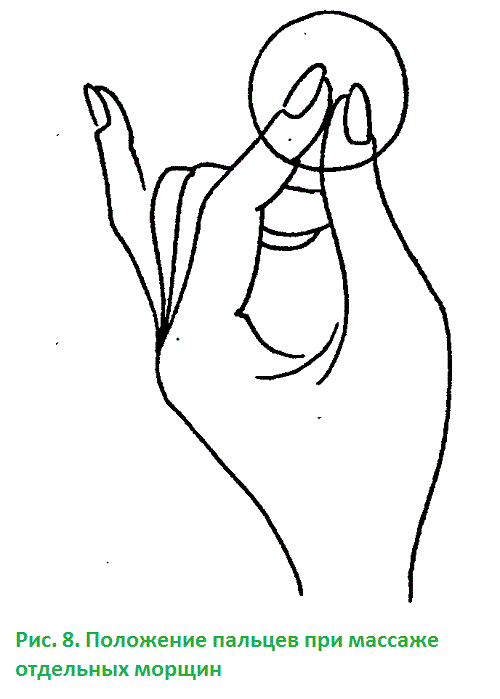 Рис. 8. Положение пальцев при массаже
отдельных морщин